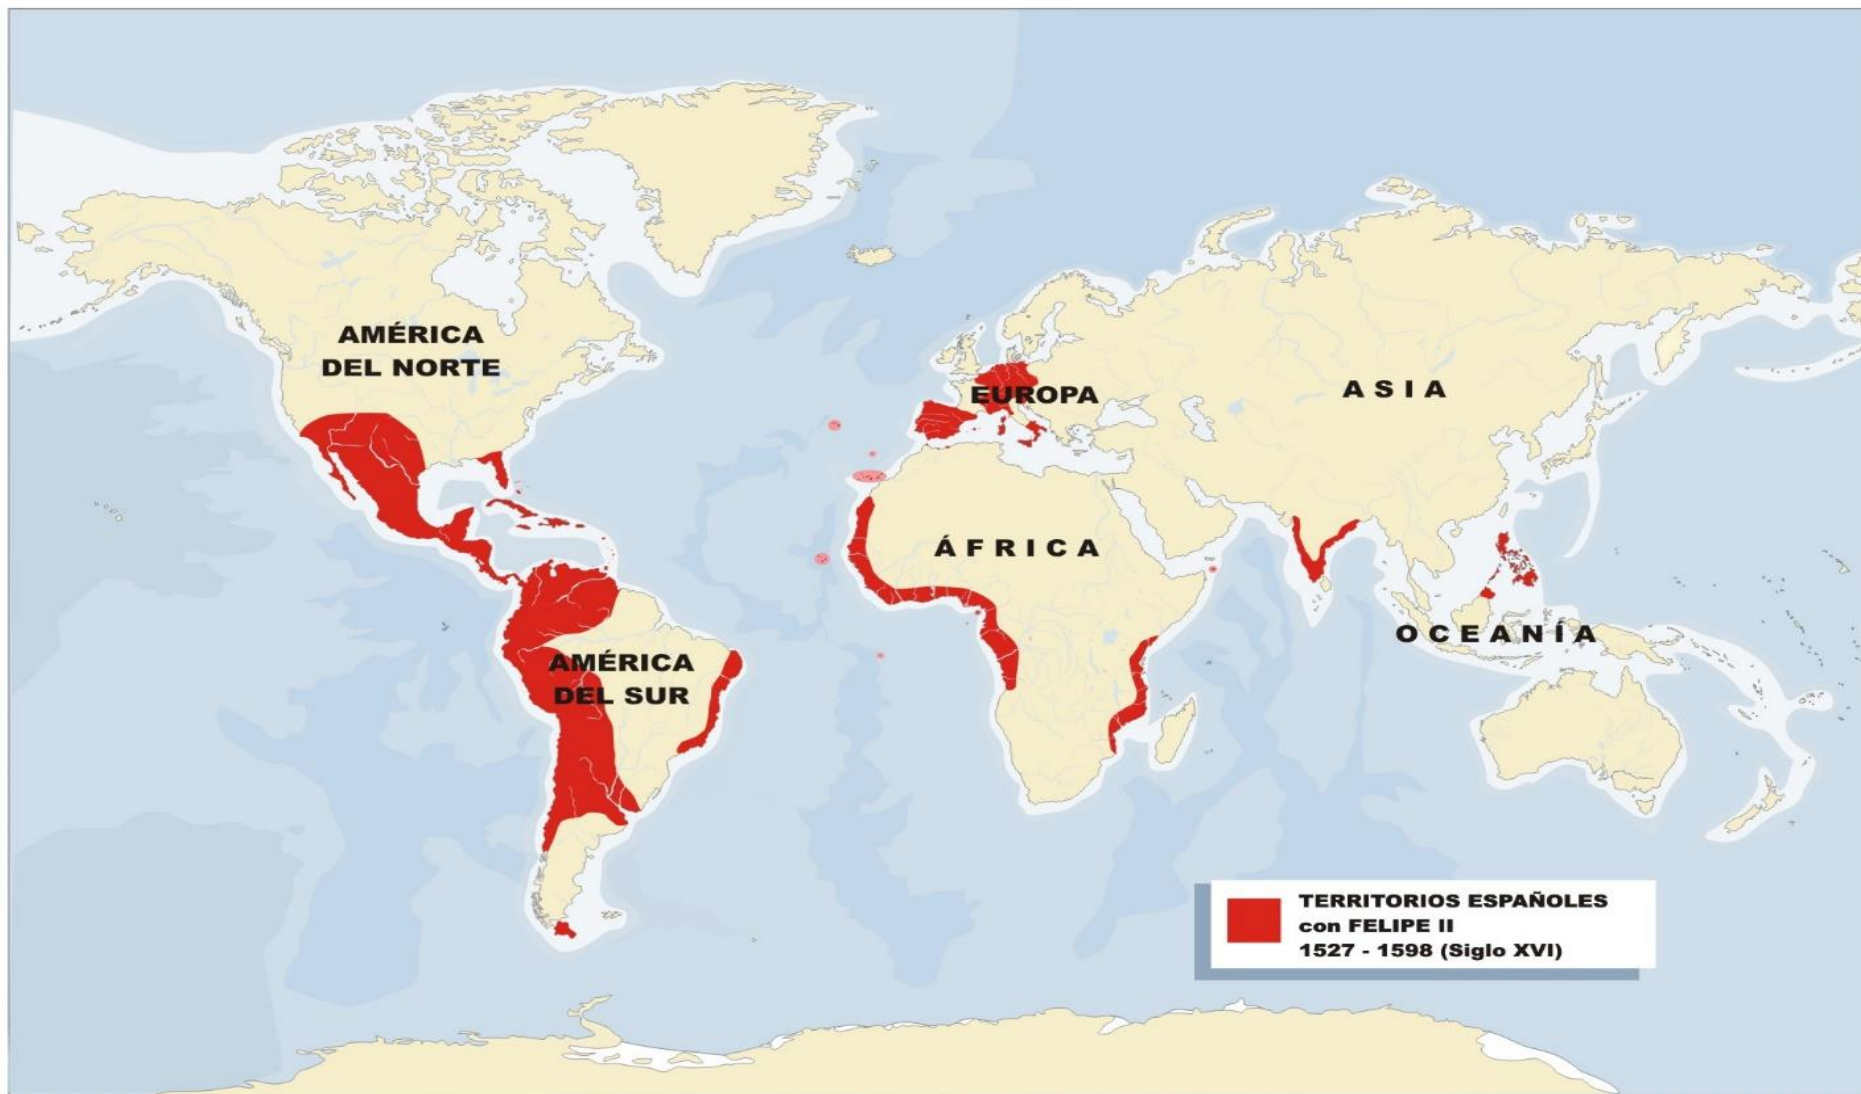 AMÉRICA
DEL NORTE
EUROPA
ASIA
ÁFRICA
OCEANÍA
AMÉRICA
DEL SUR
TERRITORIOS ESPAÑOLES
con FELIPE II
1527 - 1598 (Siglo XVI)